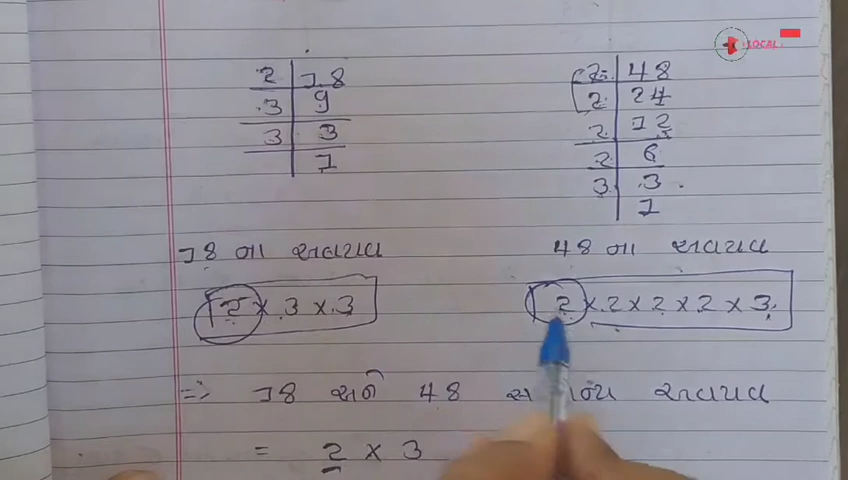 LOCAL
2 | 18
3 | 9
3 | 3
1
2 | 48
2 | 24
2 | 12
2 | 6
3 | 3
1
18 ના અવયવ
48 ના અવયવ
2 × 3 × 3
2 × 2 × 2 × 2 × 3
⇒ 18 અને 48 અવયવ
= 2 × 3